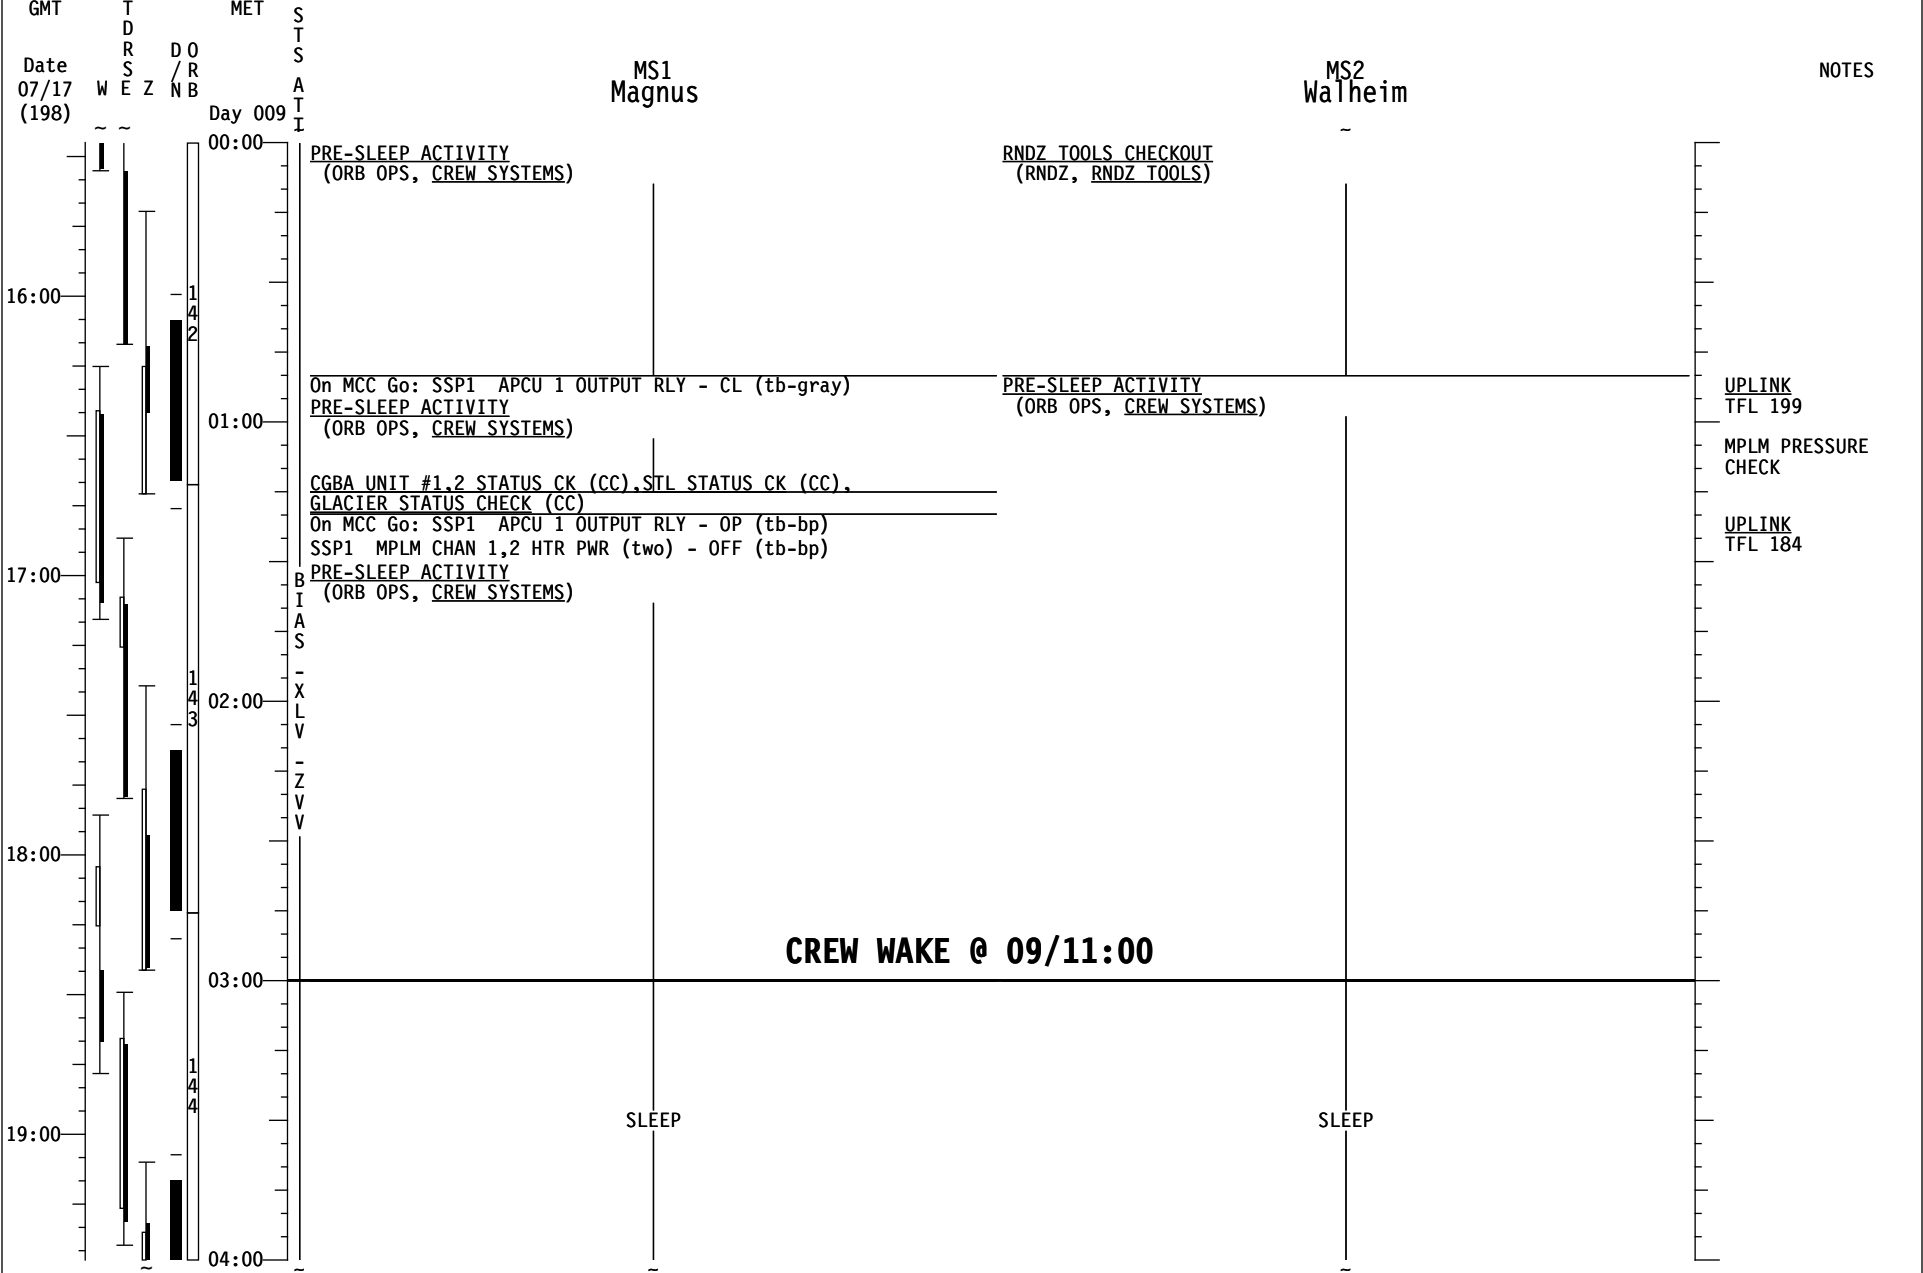 GMT
TDRS
MET
STS ATT
D/N
ORB
Date
07/17
(198)
W E Z
Day 009
MS1
Magnus
MS2
Walheim
NOTES
~ ~
~
00:00
PRE-SLEEP ACTIVITY
(ORB OPS, CREW SYSTEMS)
RNDZ TOOLS CHECKOUT
(RNDZ, RNDZ TOOLS)
16:00
142
On MCC Go: SSP1 APCU 1 OUTPUT RLY - CL (tb-gray)
PRE-SLEEP ACTIVITY
(ORB OPS, CREW SYSTEMS)
PRE-SLEEP ACTIVITY
(ORB OPS, CREW SYSTEMS)
UPLINK
TFL 199
01:00
MPLM PRESSURE
CHECK
CGBA UNIT #1,2 STATUS CK (CC),STL STATUS CK (CC),
GLACIER STATUS CHECK (CC)
On MCC Go: SSP1 APCU 1 OUTPUT RLY - OP (tb-bp)
SSP1 MPLM CHAN 1,2 HTR PWR (two) - OFF (tb-bp)
PRE-SLEEP ACTIVITY
(ORB OPS, CREW SYSTEMS)
UPLINK
TFL 184
17:00
BIAS -XLV -ZVV
143
02:00
18:00
CREW WAKE @ 09/11:00
03:00
144
SLEEP
SLEEP
19:00
04:00
~ ~ ~ ~